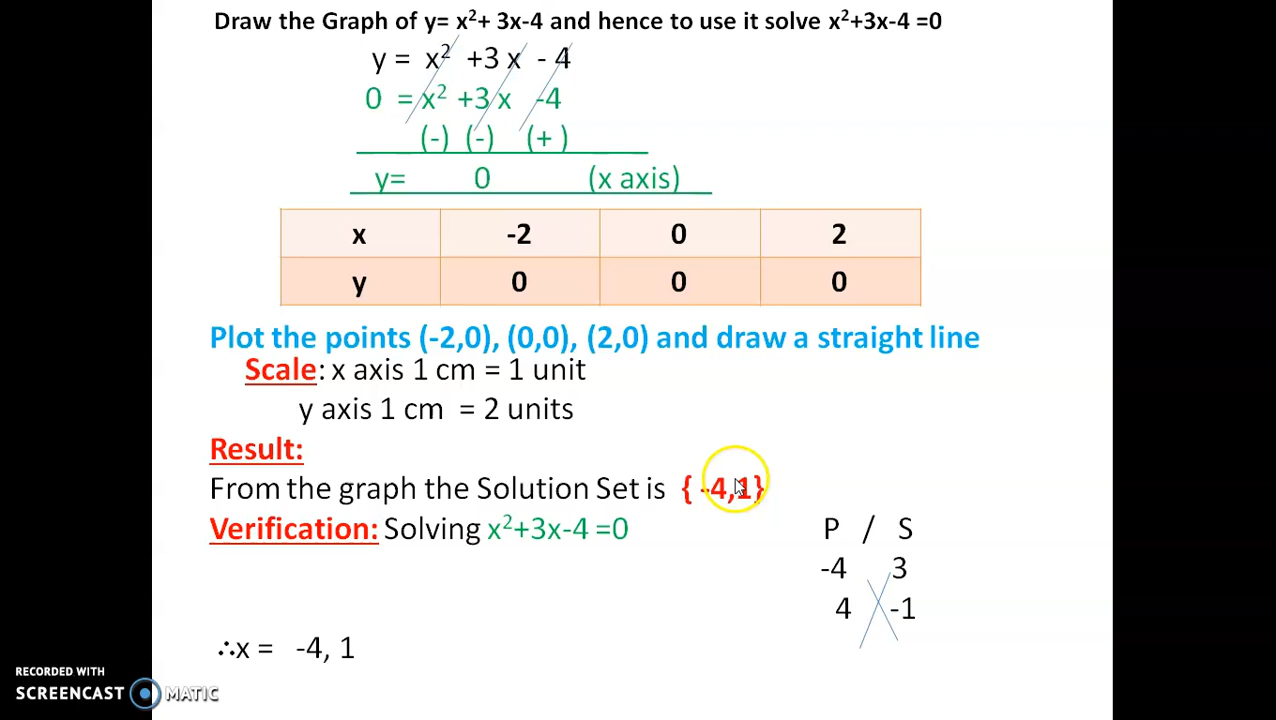 Draw the Graph of y= x²+ 3x-4 and hence to use it solve x²+3x-4 =0
y = x² +3 x - 4
0 = x² +3 x -4
(-) (-) (+ )
y= 0 (x axis)
x -2 0 2
y 0 0 0
Plot the points (-2,0), (0,0), (2,0) and draw a straight line
Scale: x axis 1 cm = 1 unit
y axis 1 cm = 2 units
Result:
From the graph the Solution Set is { -4,1}
Verification: Solving x²+3x-4 =0
P / S
-4 3
4 -1
∴x = -4, 1
RECORDED WITH
SCREENCAST MATIC